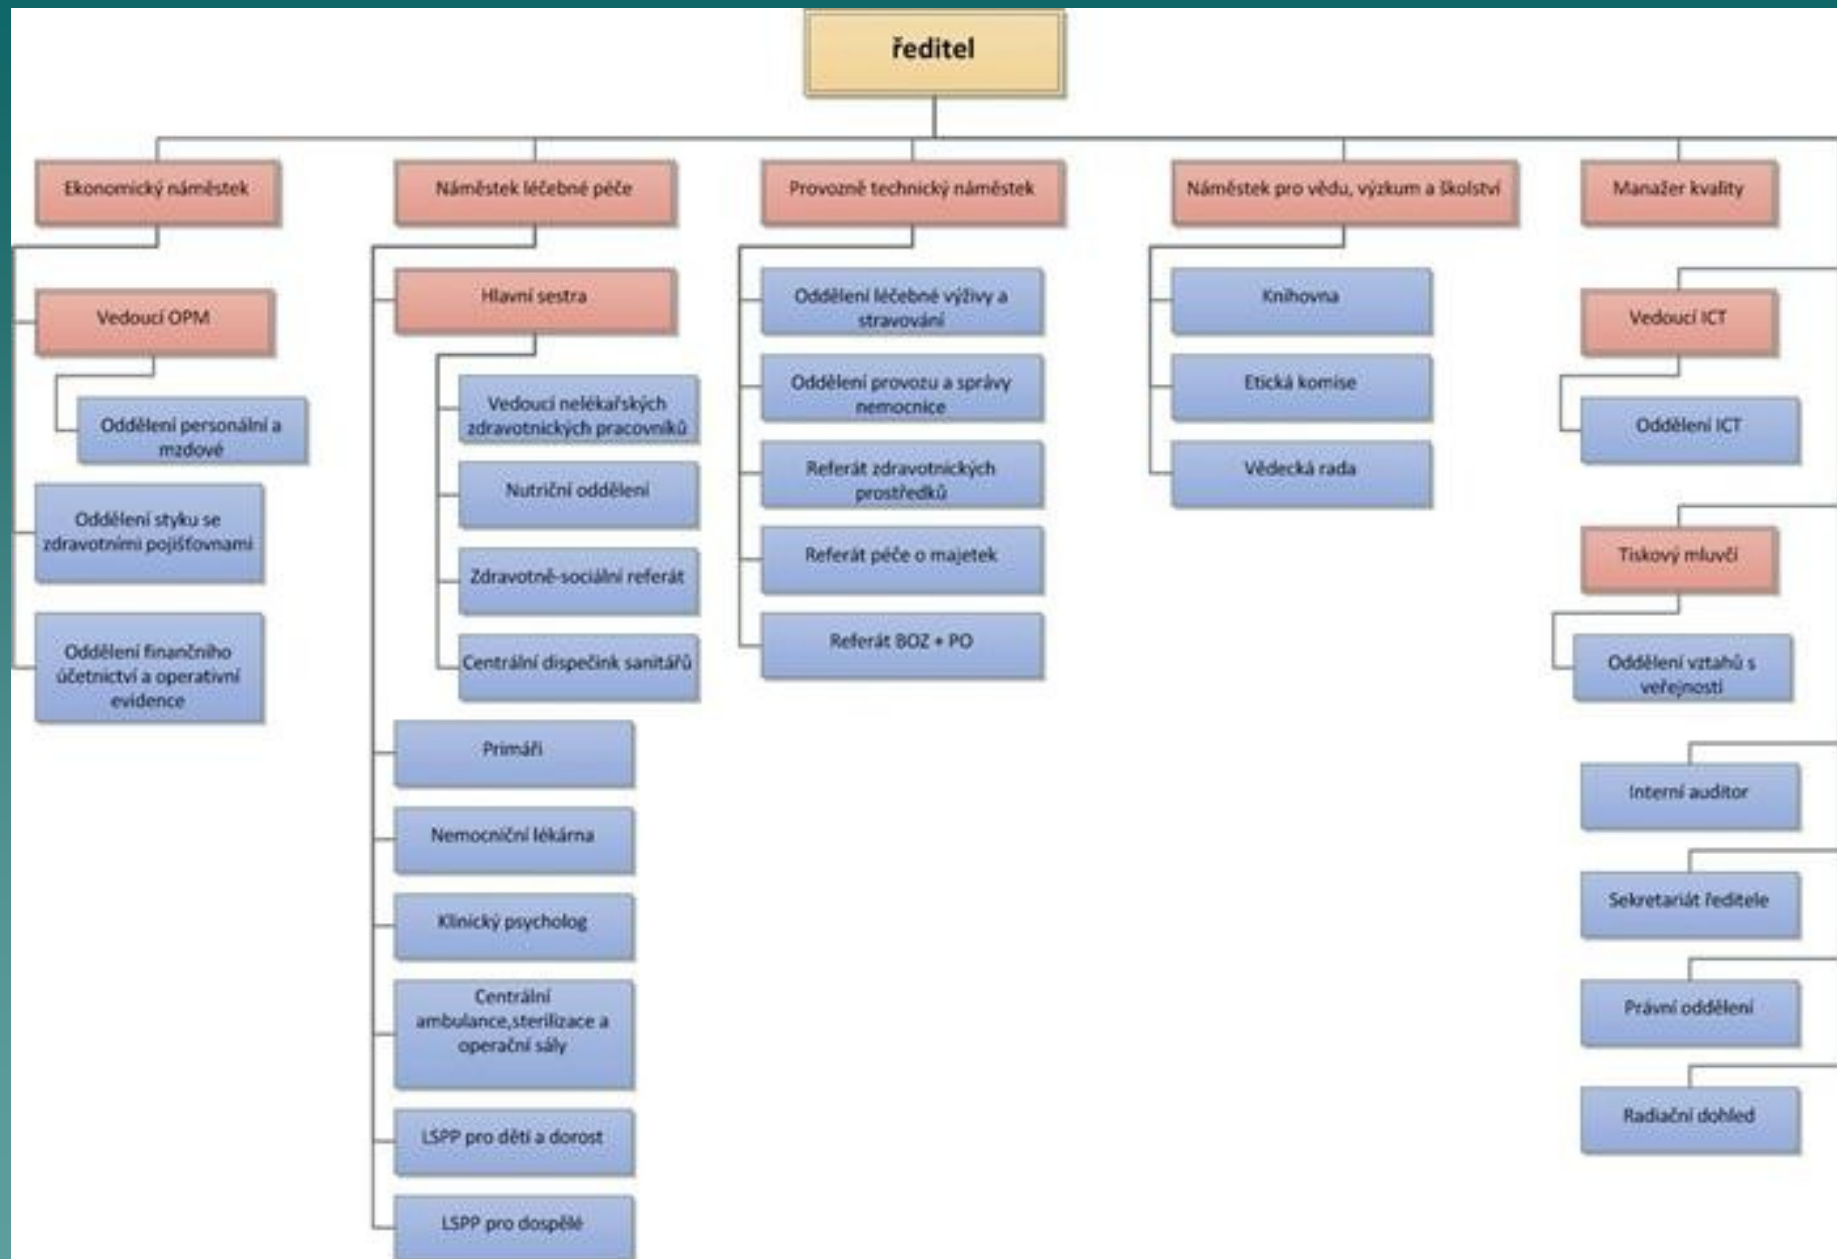 ředitel
Ekonomický náměstek
Vedoucí OPM
Oddělení personální a
mzdové
Oddělení styku se
zdravotními pojišťovnami
Oddělení finančního
účetnictví a operativní
evidence
Náměstek léčebné péče
Hlavní sestra
Vedoucí nelékařských
zdravotnických pracovníků
Nutriční oddělení
Zdravotně-sociální referát
Centrální dispečink sanitářů
Primáři
Nemocniční lékárna
Klinický psycholog
Centrální
ambulance,sterilizace a
operační sály
LSPP pro děti a dorost
LSPP pro dospělé
Provozně technický náměstek
Oddělení léčebné výživy a
stravování
Oddělení provozu a správy
nemocnice
Referát zdravotnických
prostředků
Referát péče o majetek
Referát BOZ + PO
Náměstek pro vědu, výzkum a školství
Knihovna
Etická komise
Vědecká rada
Manažer kvality
Vedoucí ICT
Oddělení ICT
Tiskový mluvčí
Oddělení vztahů s
veřejností
Interní auditor
Sekretariát ředitele
Právní oddělení
Radiační dohled